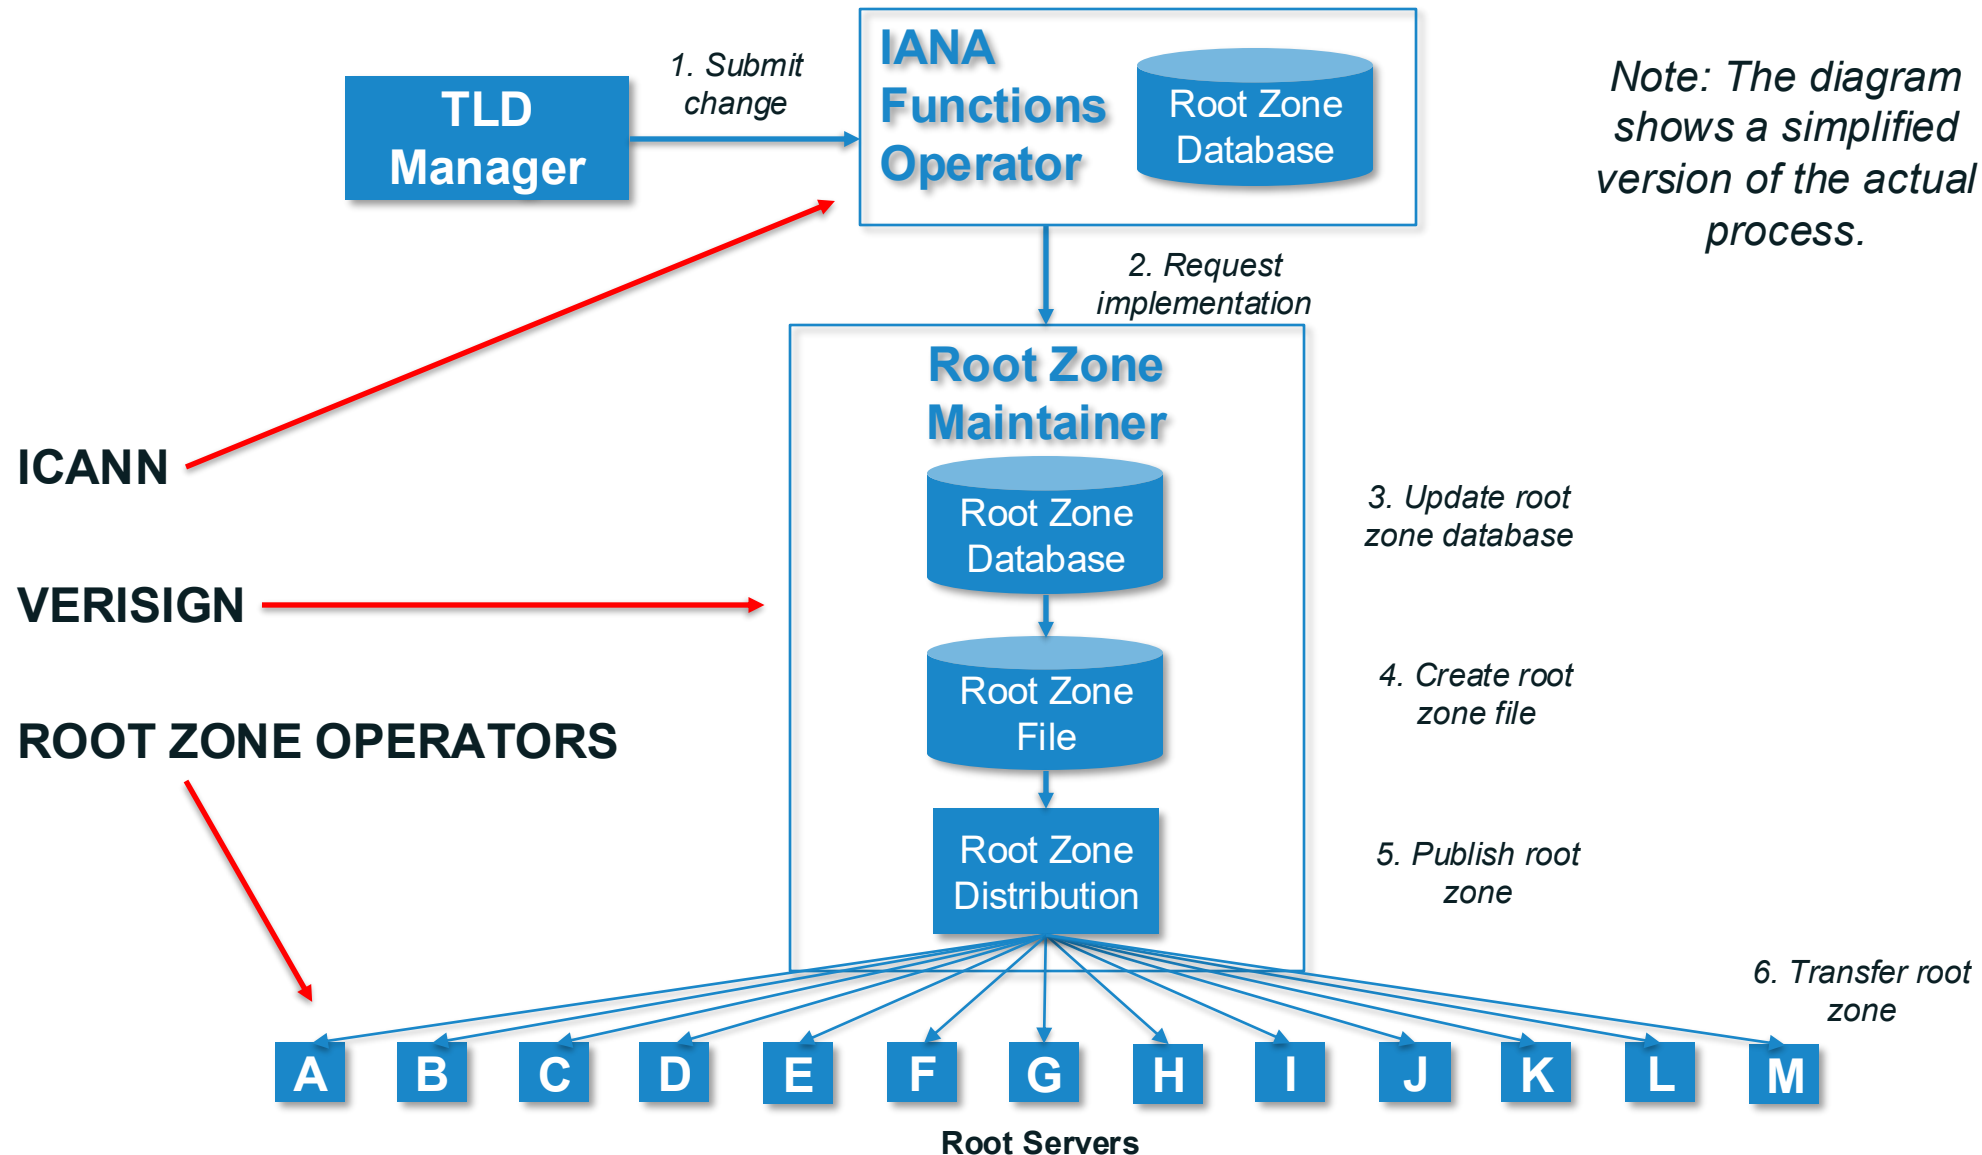 TLD
Manager
1. Submit
change
IANA
Functions
Operator
Root Zone
Database
Note: The diagram
shows a simplified
version of the actual
process.
2. Request
implementation
Root Zone
Maintainer
ICANN
Root Zone
Database
3. Update root
zone database
VERISIGN
Root Zone
File
4. Create root
zone file
ROOT ZONE OPERATORS
Root Zone
Distribution
5. Publish root
zone
6. Transfer root
zone
A B C D E F G H I J K L M
Root Servers